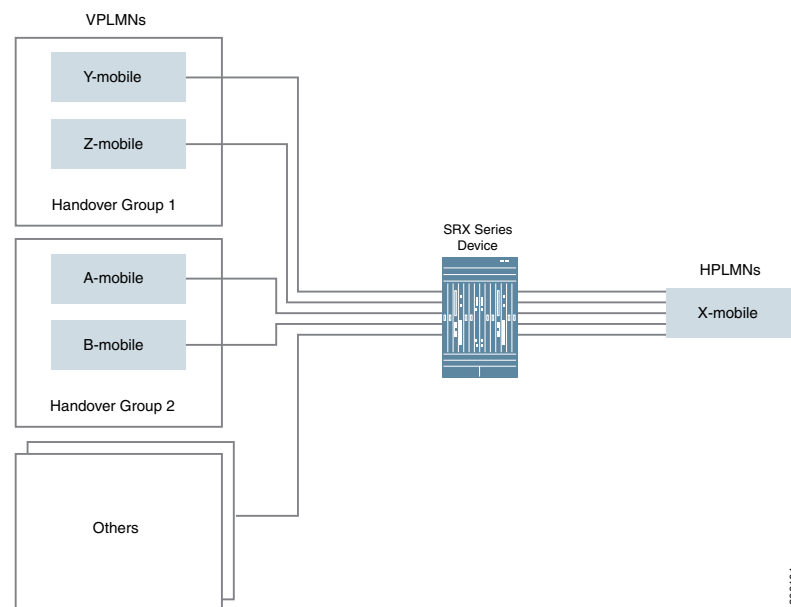 VPLMNs
Y-mobile
Z-mobile
Handover Group 1
A-mobile
B-mobile
Handover Group 2
Others
SRX Series
Device
HPLMNs
X-mobile